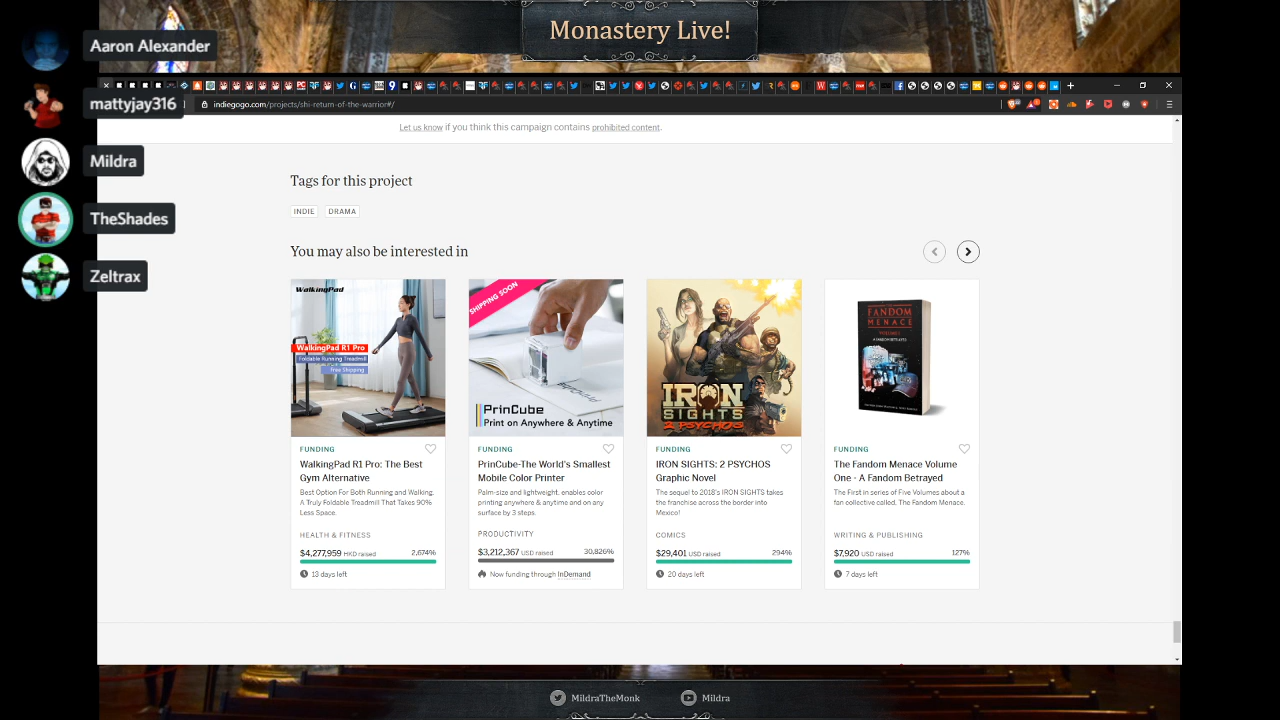 Monastery Live!
Aaron Alexander
mattyjay316
Mildra
TheShades
Zeltrax
indiegogo.com/projects/shi-return-of-the-warrior#/
Let us know if you think this campaign contains prohibited content.
Tags for this project
INDIE
DRAMA
You may also be interested in
WalkingPad
WalkingPad R1 Pro
Foldable Running Treadmill
Free Shipping
FUNDING
WalkingPad R1 Pro: The Best
Gym Alternative
Best Option For Both Running and Walking.
A Truly Foldable Treadmill That Takes 90%
Less Space.
HEALTH & FITNESS
$4,277,959 HKD raised
2,674%
13 days left
SHIPPING SOON
PrinCube
Print on Anywhere & Anytime
FUNDING
PrinCube-The World's Smallest
Mobile Color Printer
Palm-size and lightweight, enables color
printing anywhere & anytime and on any
surface by 3 steps.
PRODUCTIVITY
$3,212,367 USD raised
30,826%
Now funding through InDemand
IRON
SIGHTS
2 PSYCHOS
FUNDING
IRON SIGHTS: 2 PSYCHOS
Graphic Novel
The sequel to 2018's IRON SIGHTS takes
the franchise across the border into
Mexico!
COMICS
$29,401 USD raised
294%
20 days left
FANDOM
MENACE
FUNDING
The Fandom Menace Volume
One - A Fandom Betrayed
The First in series of Five Volumes about a
fan collective called, The Fandom Menace.
WRITING & PUBLISHING
$7,920 USD raised
127%
7 days left
MildraTheMonk
Mildra